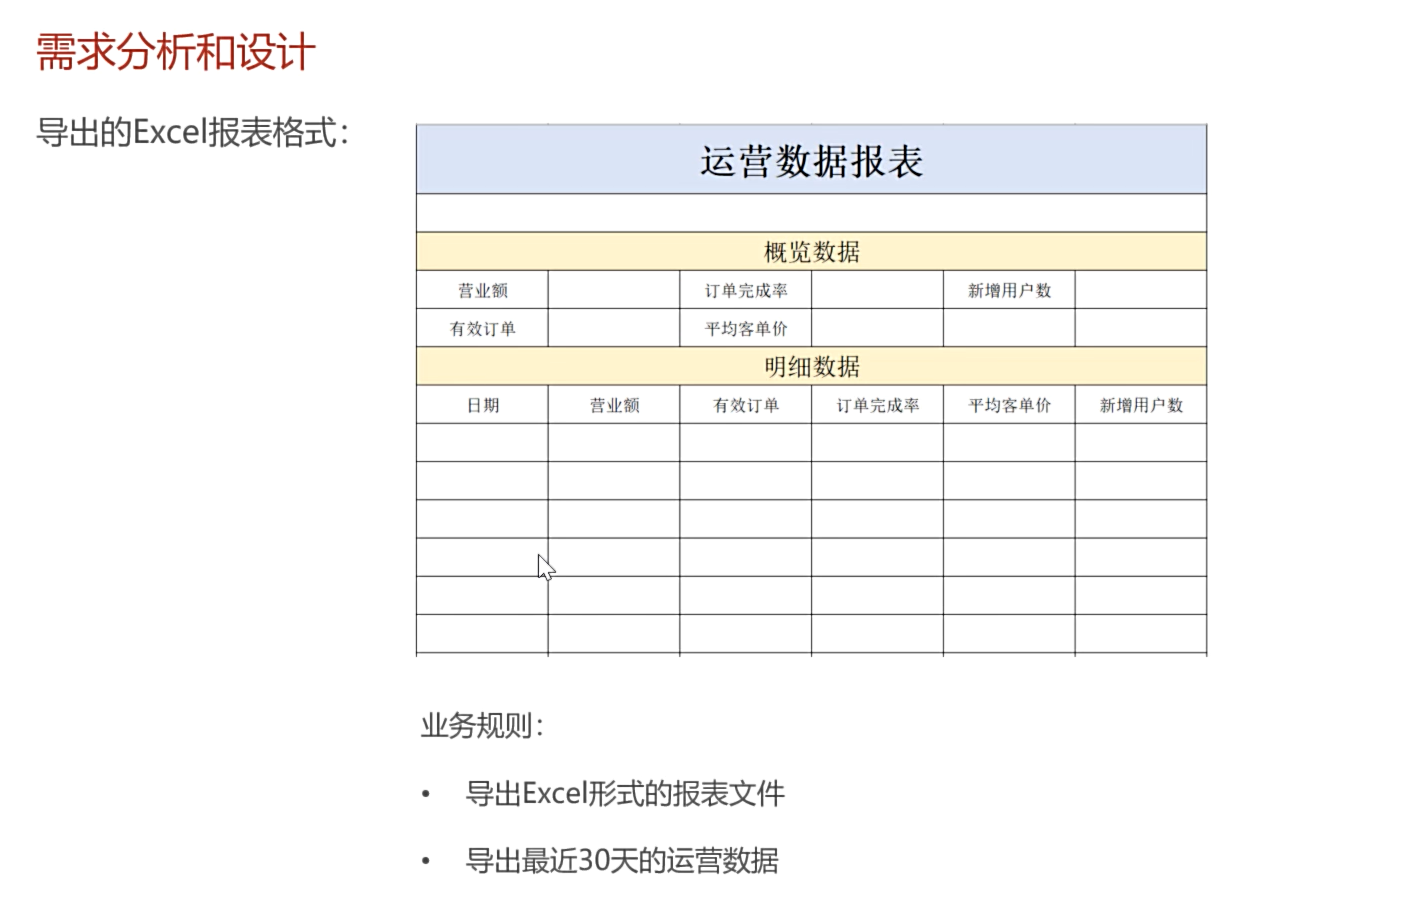 需求分析和设计
导出的Excel报表格式：
运营数据报表
概览数据
营业额 订单完成率 新增用户数
有效订单 平均客单价
明细数据
日期 营业额 有效订单 订单完成率 平均客单价 新增用户数
业务规则：
• 导出Excel形式的报表文件
• 导出最近30天的运营数据